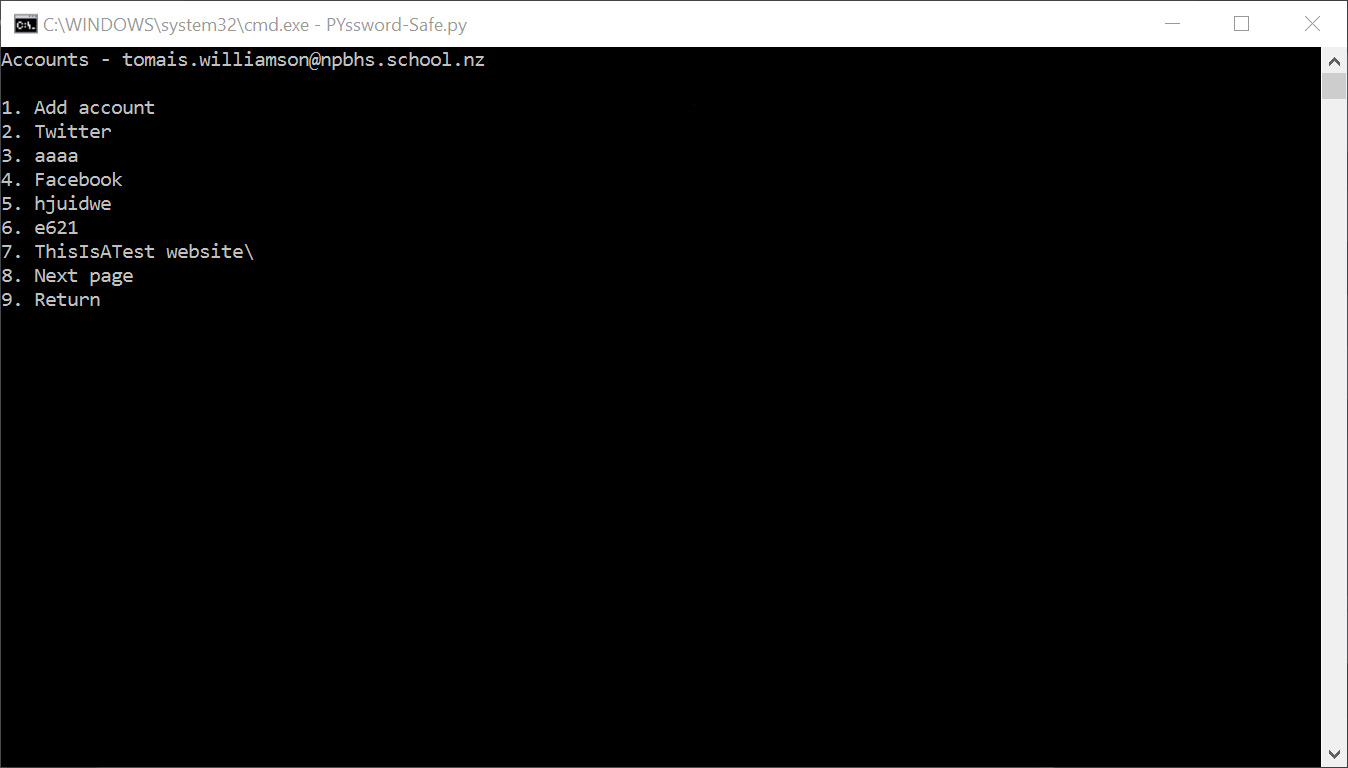 C:\WINDOWS\system32\cmd.exe - PYssword-Safe.py
Accounts - tomais.williamson@npbhs.school.nz
1. Add account
2. Twitter
3. aaaa
4. Facebook
5. hjuidwe
6. e621
7. ThisIsATest website\
8. Next page
9. Return